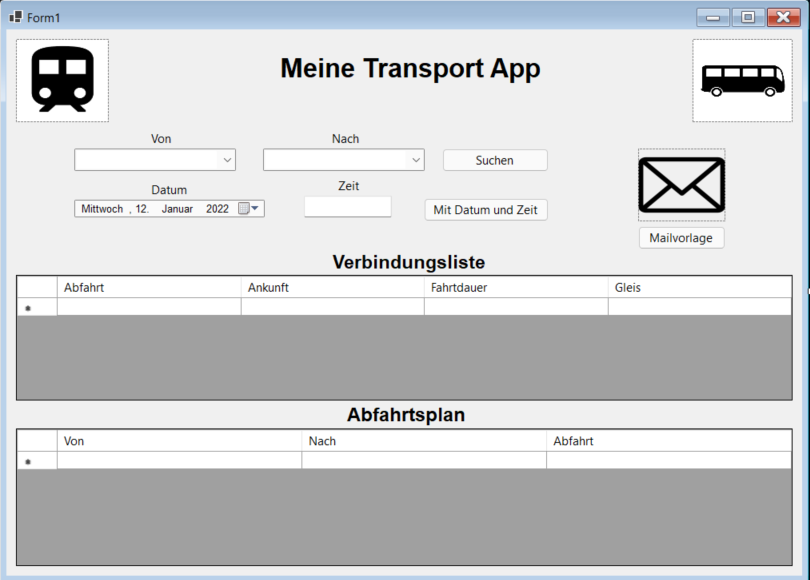 Form1
Meine Transport App
Von Nach
Suchen
Datum Zeit
Mittwoch , 12. Januar 2022
Mit Datum und Zeit
Mailvorlage
Verbindungsliste
Abfahrt Ankunft Fahrtdauer Gleis
Abfahrtsplan
Von Nach Abfahrt